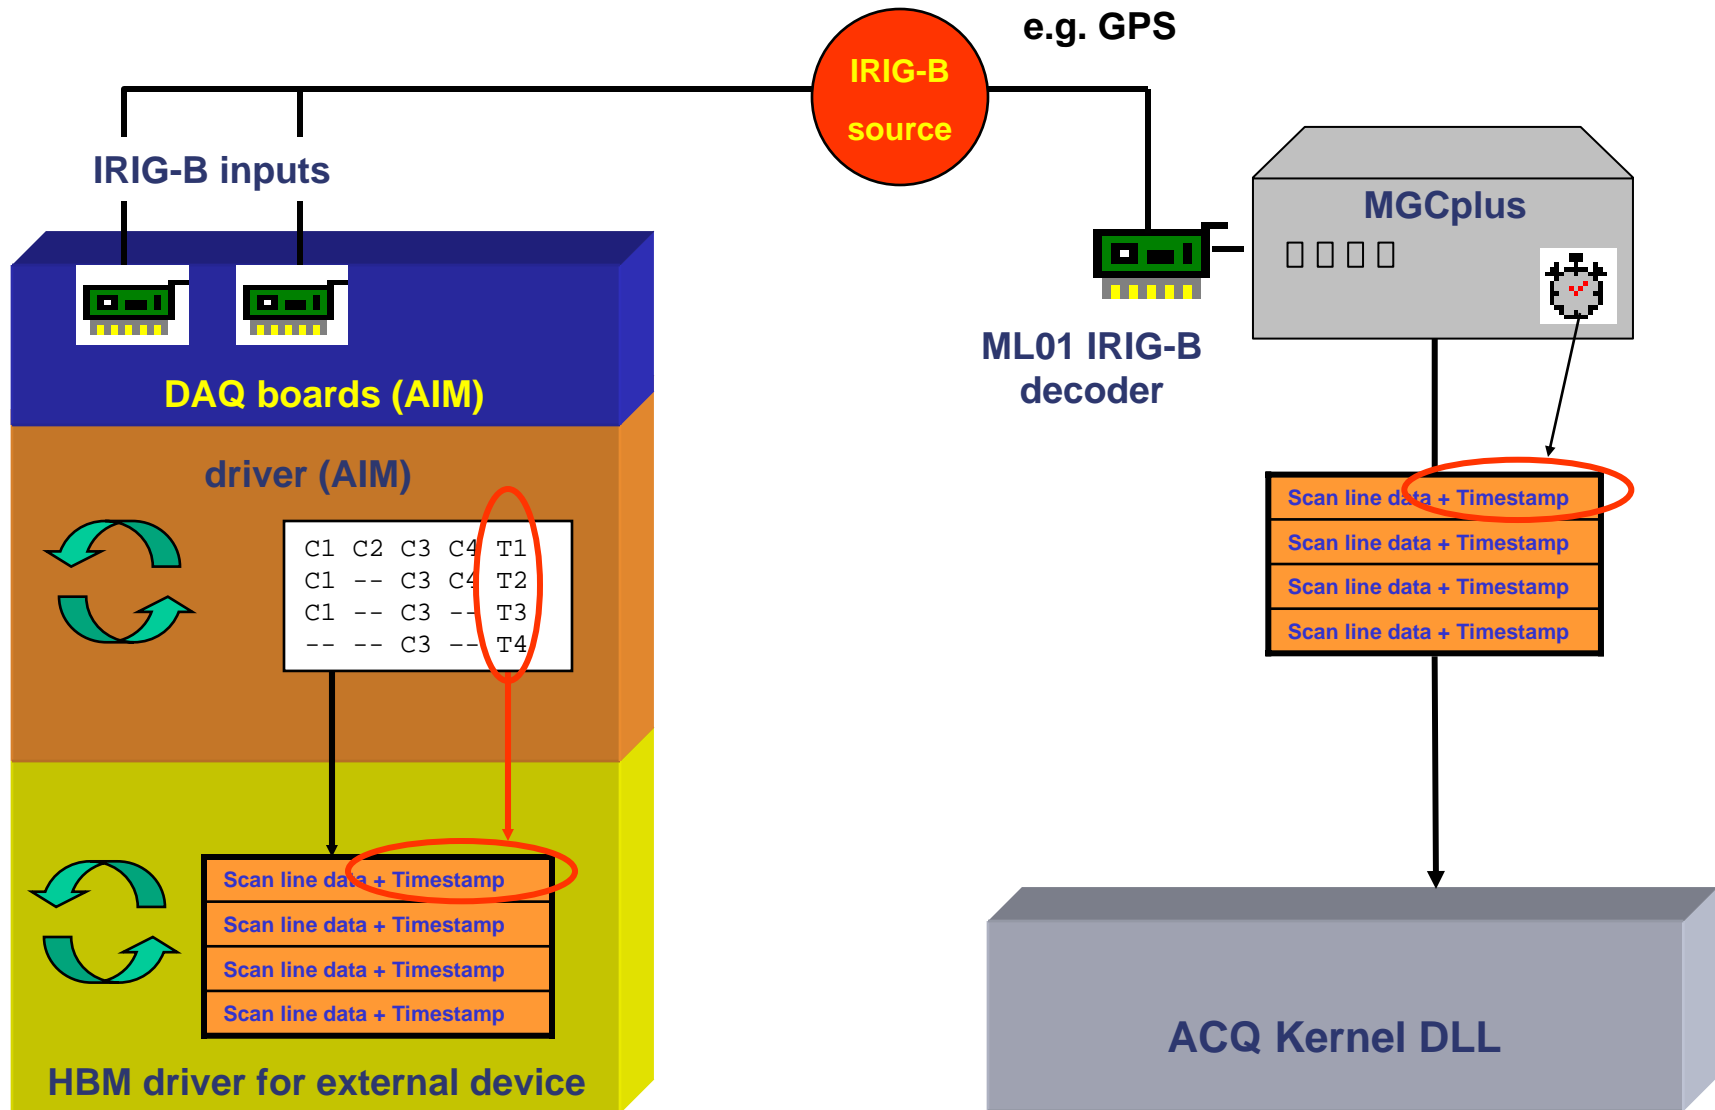 e.g. GPS
IRIG-B
source
IRIG-B inputs
MGCplus
ML01 IRIG-B
decoder
DAQ boards (AIM)
driver (AIM)
C1 C2 C3 C4 T1
C1 -- C3 C4 T2
C1 -- C3 -- T3
-- -- C3 -- T4
Scan line data + Timestamp
Scan line data + Timestamp
Scan line data + Timestamp
Scan line data + Timestamp
Scan line data + Timestamp
Scan line data + Timestamp
Scan line data + Timestamp
Scan line data + Timestamp
HBM driver for external device
ACQ Kernel DLL